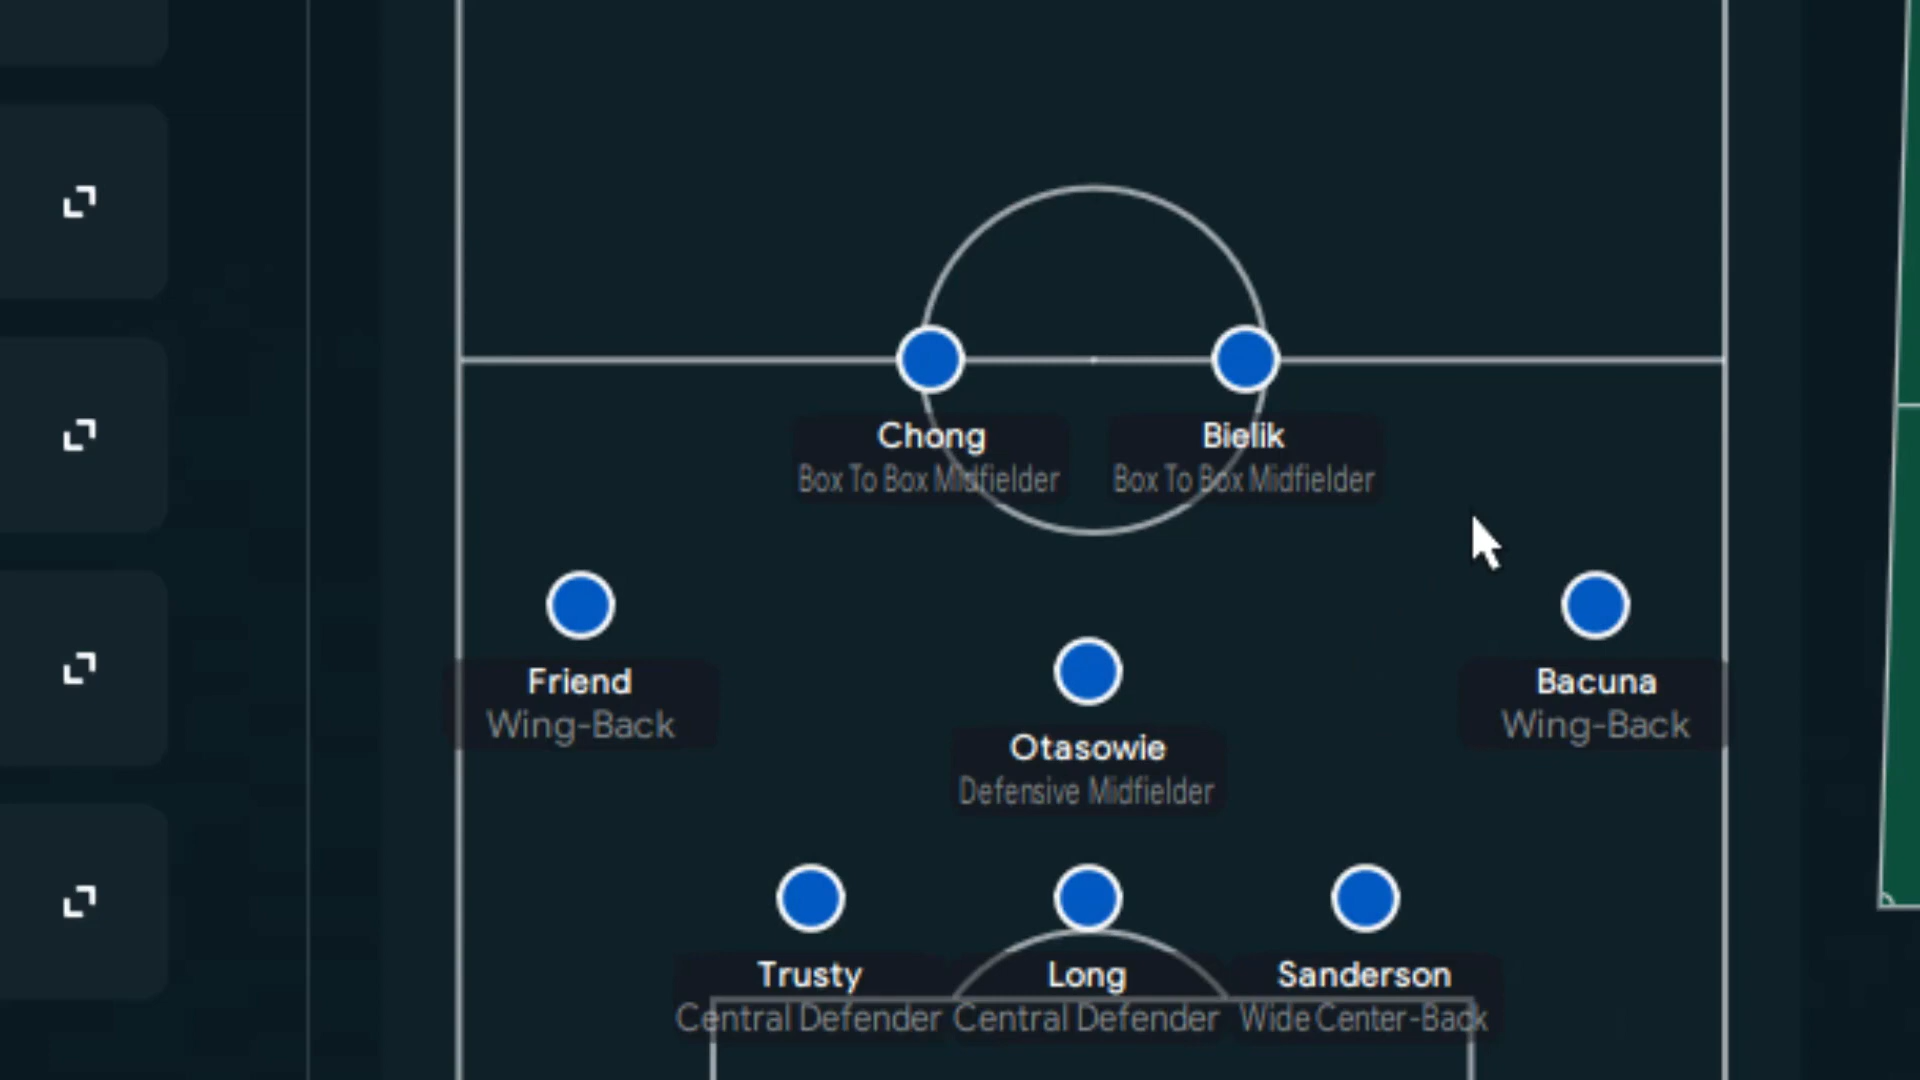 Chong
Box To Box Midfielder
Bielik
Box To Box Midfielder
Friend
Wing-Back
Bacuna
Wing-Back
Otasowie
Defensive Midfielder
Trusty
Central Defender
Long
Central Defender
Sanderson
Wide Center-Back